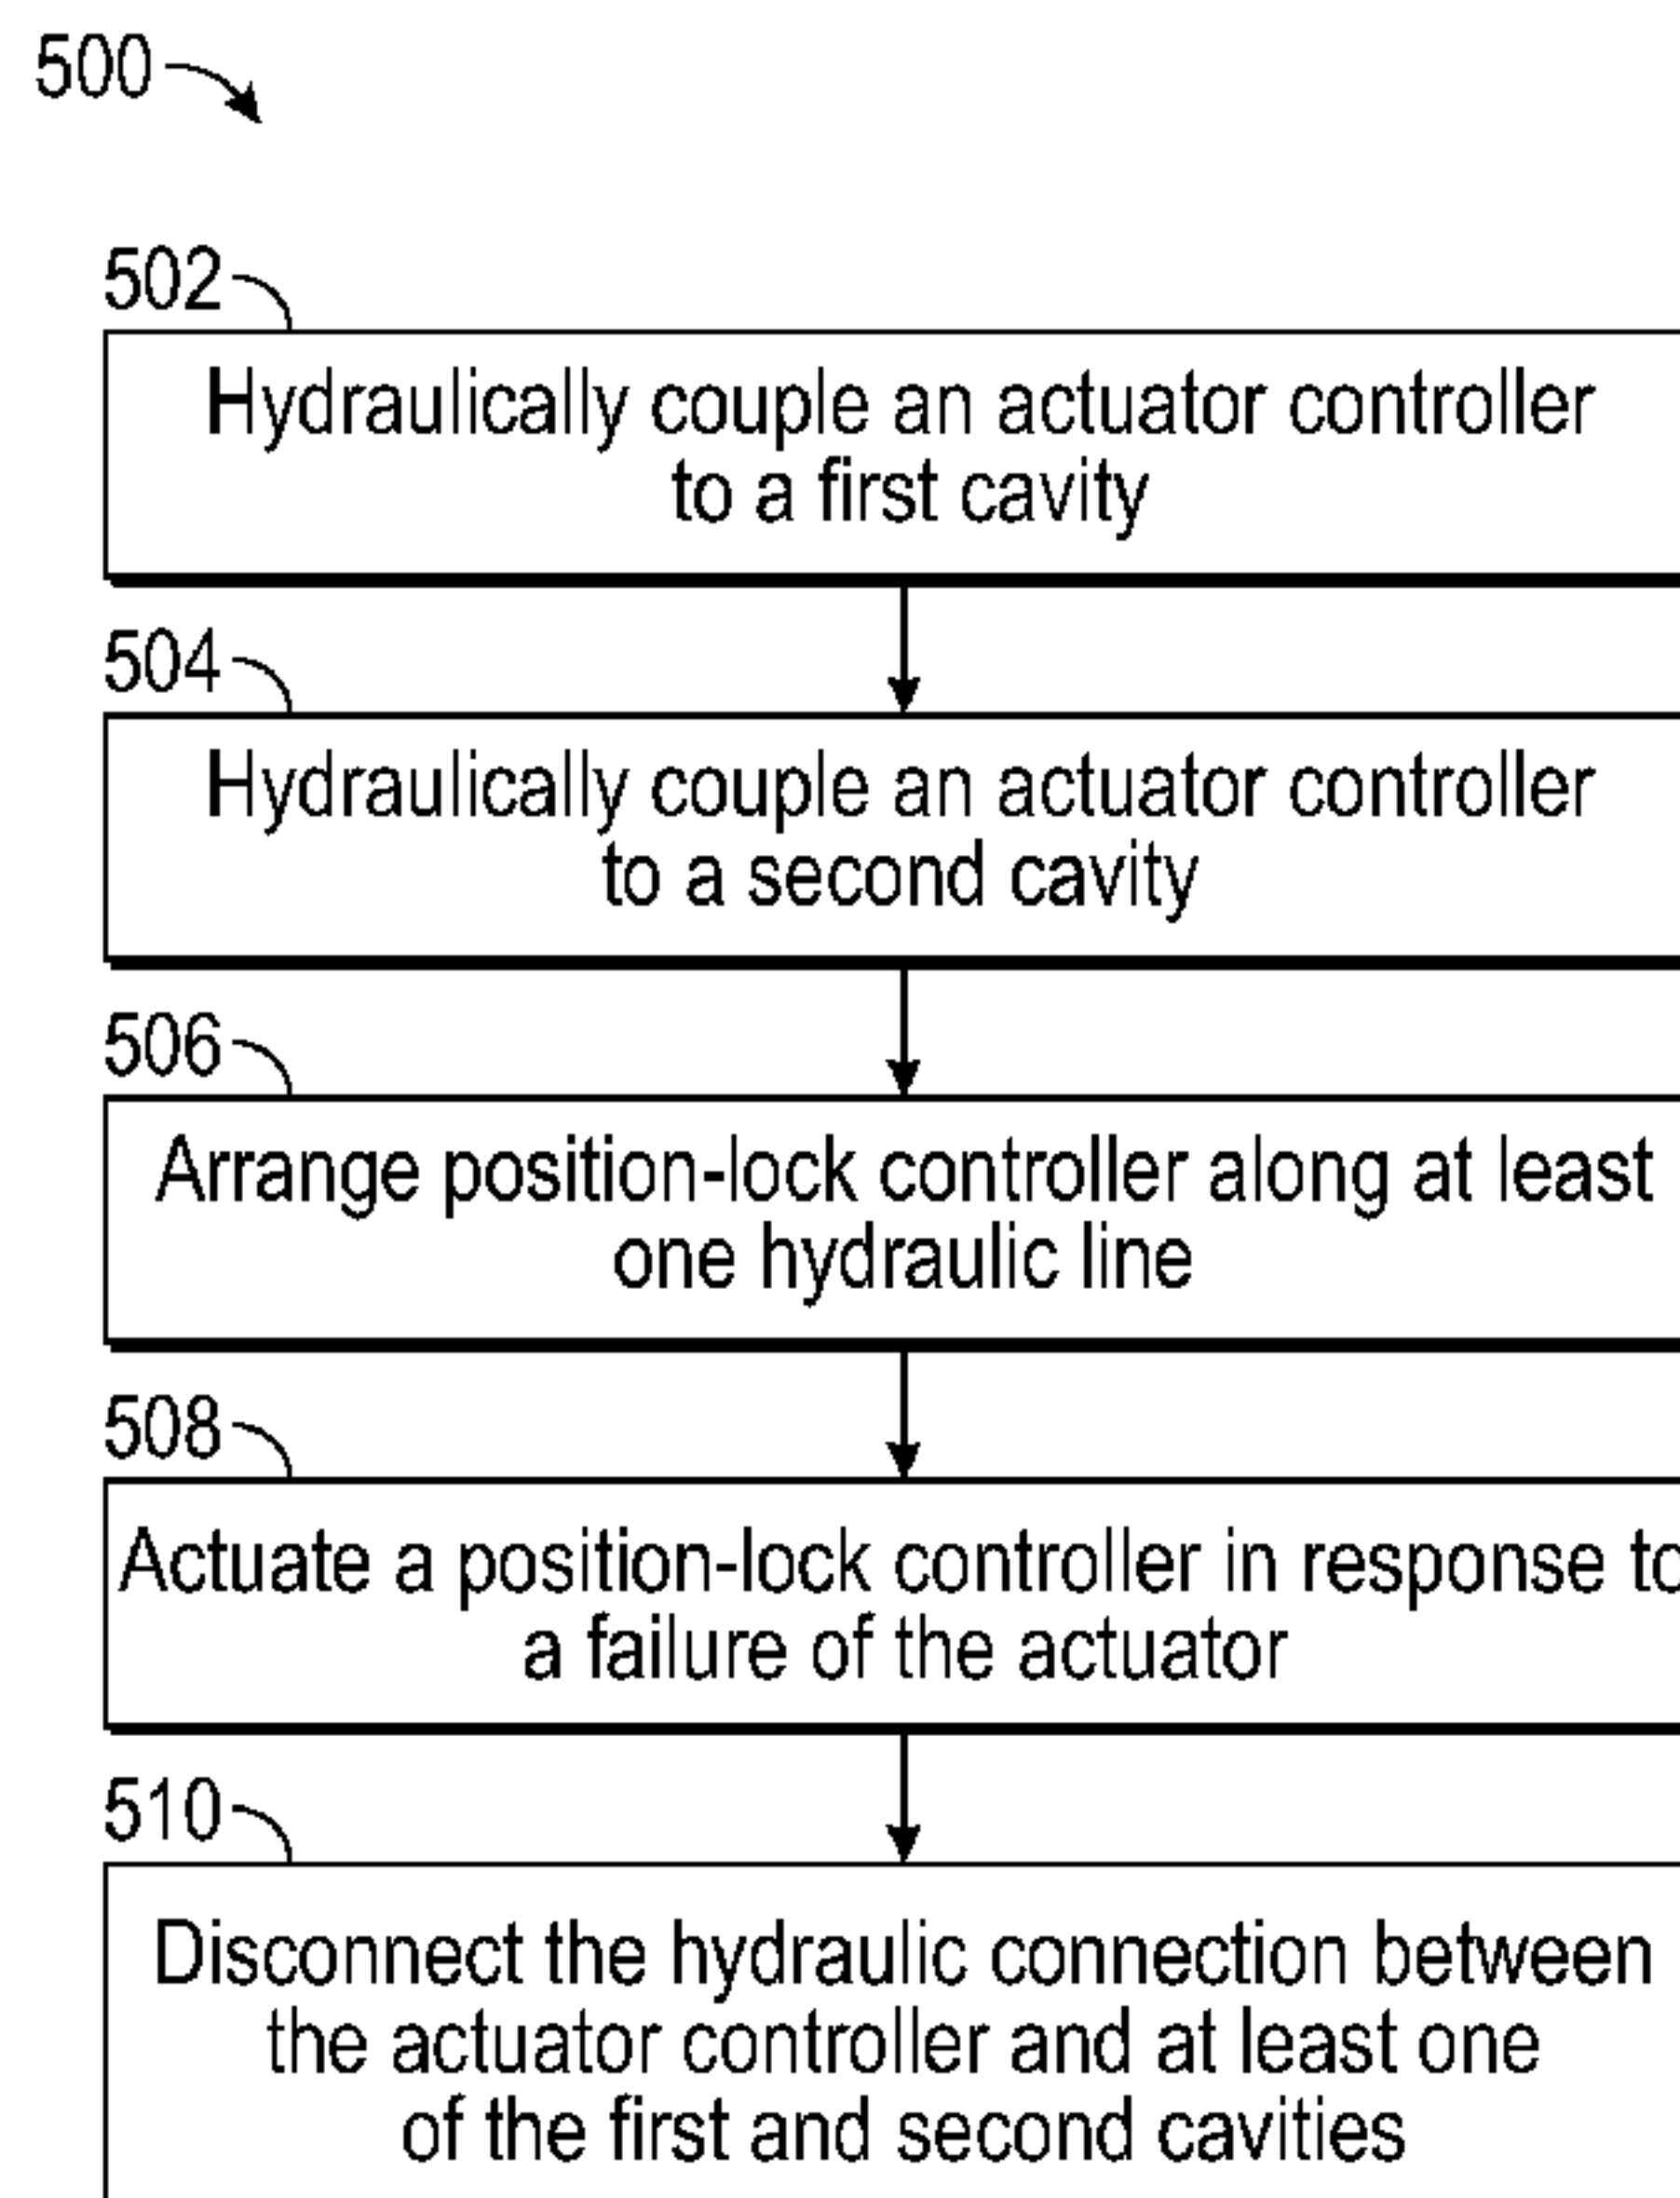 500
502
Hydraulically couple an actuator controller
to a first cavity
504
Hydraulically couple an actuator controller
to a second cavity
506
Arrange position-lock controller along at least
one hydraulic line
508
Actuate a position-lock controller in response to
a failure of the actuator
510
Disconnect the hydraulic connection between
the actuator controller and at least one
of the first and second cavities